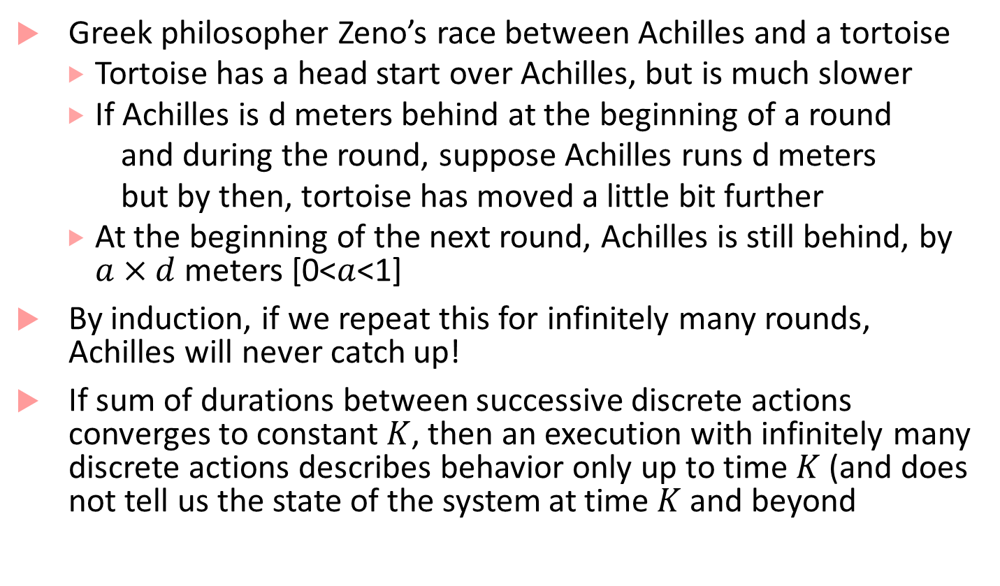 Greek philosopher Zeno’s race between Achilles and a tortoise
Tortoise has a head start over Achilles, but is much slower
If Achilles is d meters behind at the beginning of a round
and during the round, suppose Achilles runs d meters
but by then, tortoise has moved a little bit further
At the beginning of the next round, Achilles is still behind, by
𝑎 × 𝑑 meters [0<𝑎<1]
By induction, if we repeat this for infinitely many rounds,
Achilles will never catch up!
If sum of durations between successive discrete actions
converges to constant 𝐾, then an execution with infinitely many
discrete actions describes behavior only up to time 𝐾 (and does
not tell us the state of the system at time 𝐾 and beyond